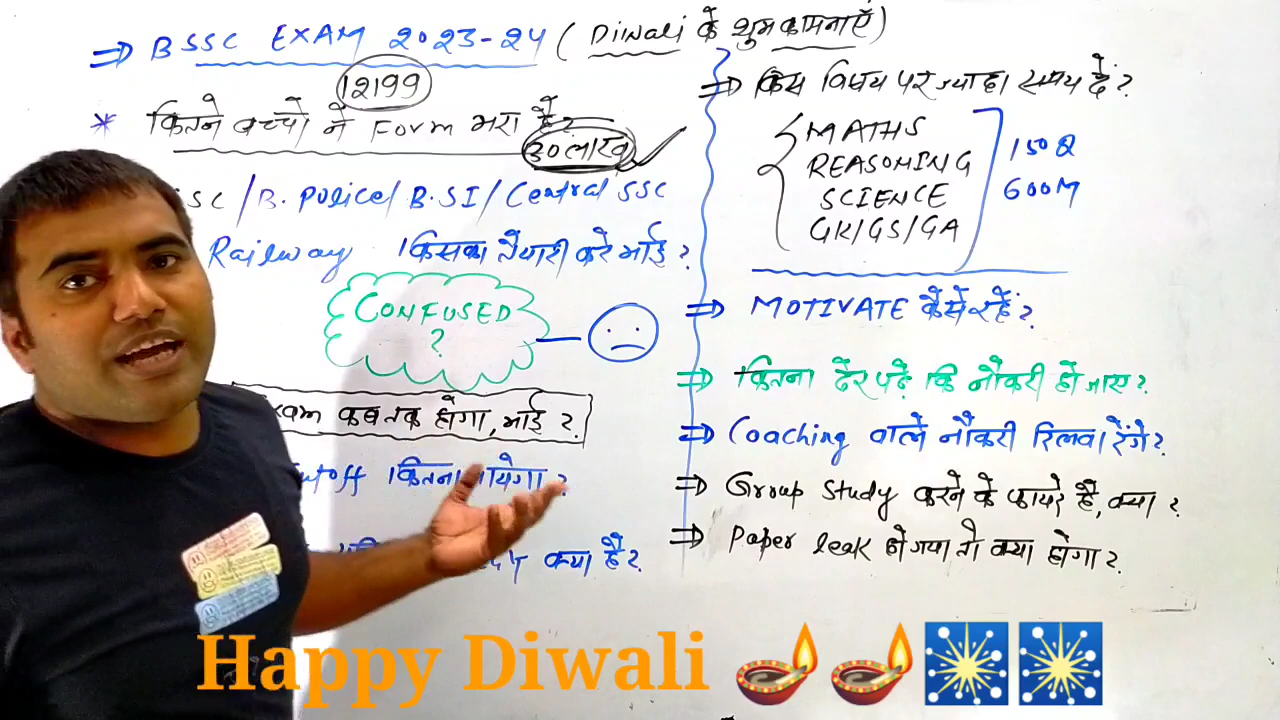 ⇒ BSSC EXAM 2023-24 (Diwali के शुभकामनाएँ)
12199
* कितने बच्चो ने Form भरा है?
30 लाख
SSC / B. Police / B.SI / Central SSC
Railway किसका तैयारी करे भाई?
CONFUSED
?
Exam कब तक होगा, भाई?
Cutoff कितना जायेगा?
क्या है?
⇒ किस विषय पर ज्यादा समय दें?
MATHS
REASONING
SCIENCE
GK/GS/GA
150 Q
600 M
⇒ MOTIVATE कैसे रहें?
⇒ कितना देर पढ़े कि नौकरी हो जाए?
⇒ Coaching वाले नौकरी दिलवा देंगे?
⇒ Group Study करने के फायदे है, क्या?
⇒ Paper leak हो गया तो क्या होगा?
Happy Diwali